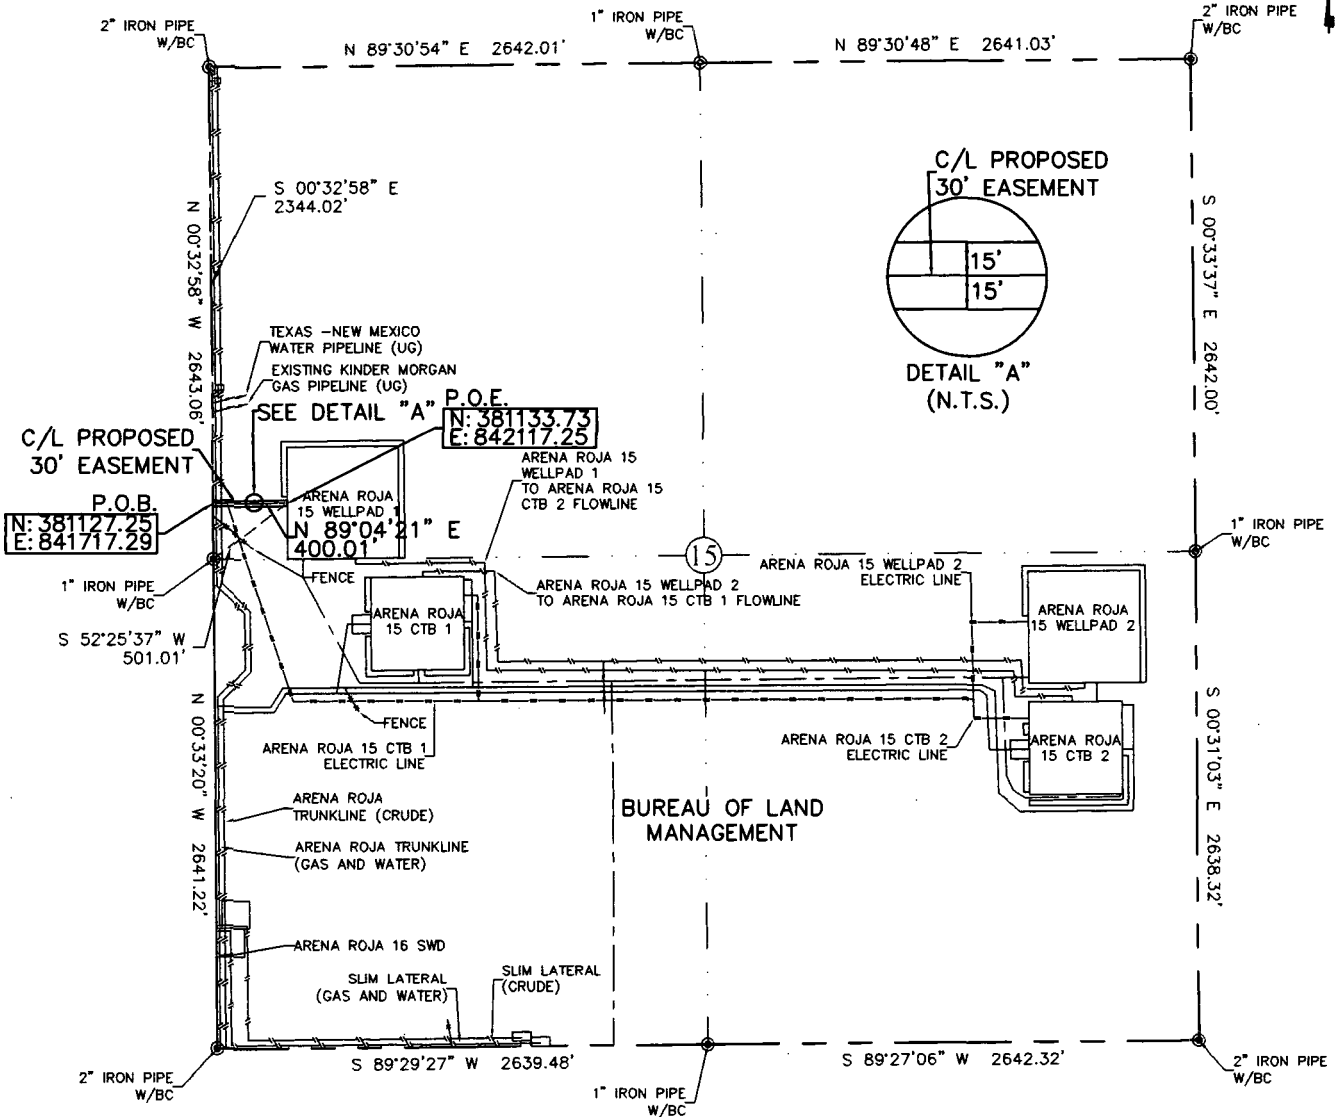 2" IRON PIPE
W/BC
N 89°30'54" E 2642.01'
1" IRON PIPE
W/BC
N 89°30'48" E 2641.03'
2" IRON PIPE
W/BC
C/L PROPOSED
30' EASEMENT
15'
15'
DETAIL "A"
(N.T.S.)
S 00°32'58" E
2344.02'
N 00°32'58" W 2643.06'
S 00°33'37" E 2642.00'
TEXAS -NEW MEXICO
WATER PIPELINE (UG)
EXISTING KINDER MORGAN
GAS PIPELINE (UG)
SEE DETAIL "A"
P.O.E.
N: 381133.73
E: 842117.25
C/L PROPOSED
30' EASEMENT
P.O.B.
N: 381127.25
E: 841717.29
ARENA ROJA
15 WELLPAD 1
N 89°04'21" E
400.01'
ARENA ROJA 15
WELLPAD 1
TO ARENA ROJA 15
CTB 2 FLOWLINE
1" IRON PIPE
W/BC
FENCE
15
1" IRON PIPE
W/BC
ARENA ROJA 15 WELLPAD 2
ELECTRIC LINE
ARENA ROJA 15 WELLPAD 2
TO ARENA ROJA 15 CTB 1 FLOWLINE
ARENA ROJA
15 CTB 1
ARENA ROJA
15 WELLPAD 2
S 52°25'37" W
501.01'
N 00°33'20" W 2641.22'
S 00°31'03" E 2638.32'
FENCE
ARENA ROJA 15 CTB 1
ELECTRIC LINE
ARENA ROJA 15 CTB 2
ELECTRIC LINE
ARENA ROJA
15 CTB 2
ARENA ROJA
TRUNKLINE (CRUDE)
BUREAU OF LAND
MANAGEMENT
ARENA ROJA TRUNKLINE
(GAS AND WATER)
ARENA ROJA 16 SWD
SLIM LATERAL
(GAS AND WATER)
SLIM LATERAL
(CRUDE)
2" IRON PIPE
W/BC
S 89°29'27" W 2639.48'
1" IRON PIPE
W/BC
S 89°27'06" W 2642.32'
2" IRON PIPE
W/BC